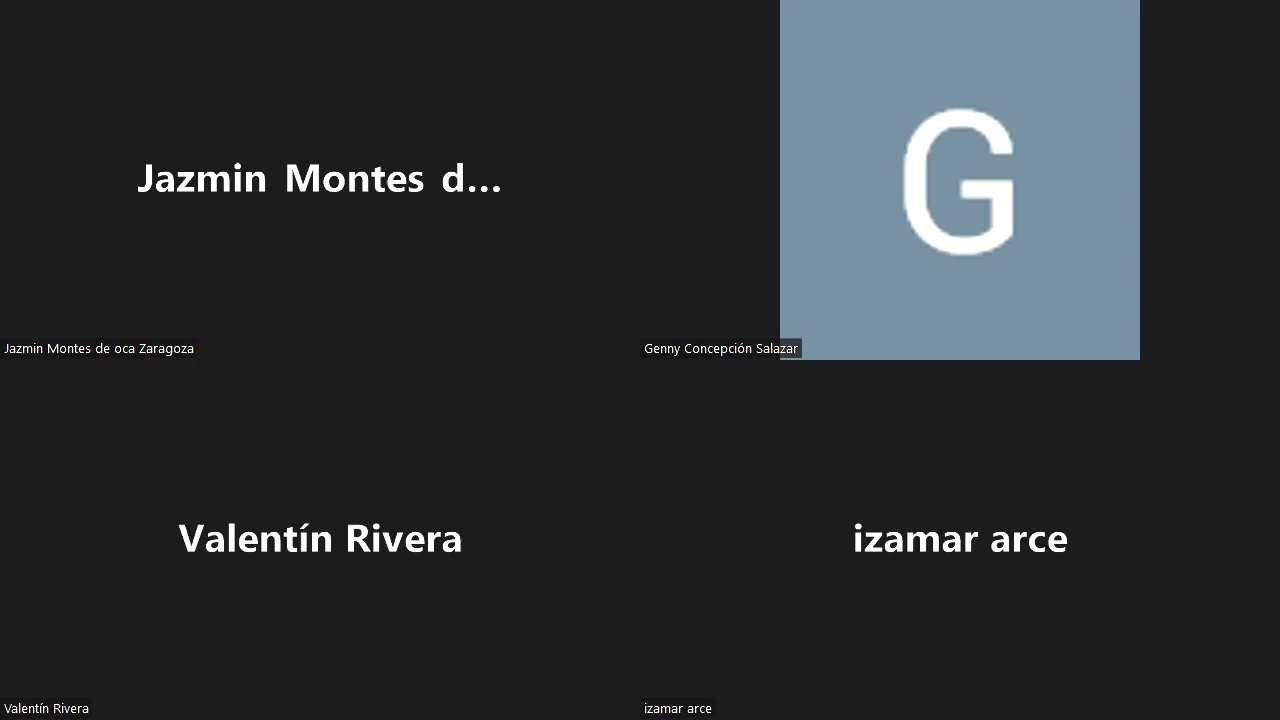 Jazmin Montes d...
G
Jazmin Montes de oca Zaragoza
Genny Concepción Salazar
Valentín Rivera
izamar arce
Valentín Rivera
izamar arce